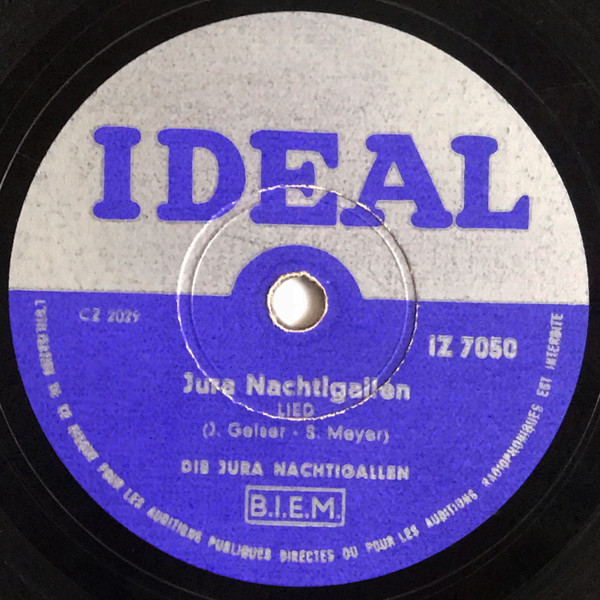 IDEAL
CZ 2029
IZ 7050
Jura Nachtigallen
LIED
(J. Geiser - S. Meyer)
DIE JURA NACHTIGALLEN
B.I.E.M.
L'UTILISATION DE CE DISQUE POUR LES AUDITIONS PUBLIQUES DIRECTES OU POUR LES AUDITIONS RADIOPHONIQUES EST INTERDITE